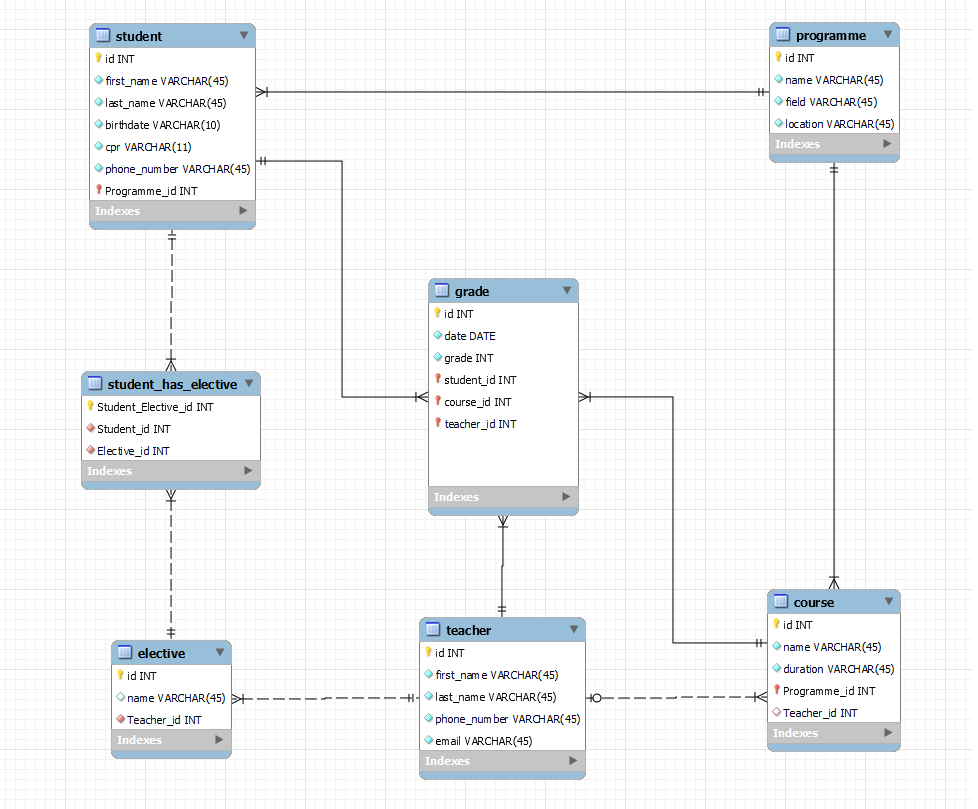 student
id INT
first_name VARCHAR(45)
last_name VARCHAR(45)
birthdate VARCHAR(10)
cpr VARCHAR(11)
phone_number VARCHAR(45)
Programme_id INT
Indexes
programme
id INT
name VARCHAR(45)
field VARCHAR(45)
location VARCHAR(45)
Indexes
grade
id INT
date DATE
grade INT
student_id INT
course_id INT
teacher_id INT
Indexes
student_has_elective
Student_Elective_id INT
Student_id INT
Elective_id INT
Indexes
elective
id INT
name VARCHAR(45)
Teacher_id INT
Indexes
teacher
id INT
first_name VARCHAR(45)
last_name VARCHAR(45)
phone_number VARCHAR(45)
email VARCHAR(45)
Indexes
course
id INT
name VARCHAR(45)
duration VARCHAR(45)
Programme_id INT
Teacher_id INT
Indexes